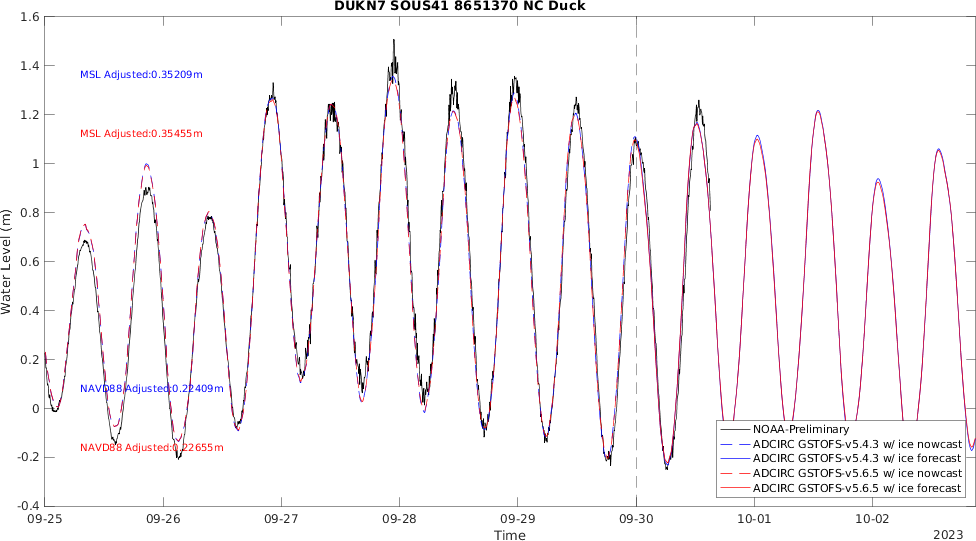 DUKN7 SOUS41 8651370 NC Duck
1.6
1.4
1.2
1
0.8
0.6
0.4
0.2
0
-0.2
-0.4
Water Level (m)
MSL Adjusted:0.35209m
MSL Adjusted:0.35455m
NAVD88 Adjusted:0.22409m
NAVD88 Adjusted:0.22655m
NOAA-Preliminary
ADCIRC GSTOFS-v5.4.3 w/ ice nowcast
ADCIRC GSTOFS-v5.4.3 w/ ice forecast
ADCIRC GSTOFS-v5.6.5 w/ ice nowcast
ADCIRC GSTOFS-v5.6.5 w/ ice forecast
09-25 09-26 09-27 09-28 09-29 09-30 10-01 10-02
Time
2023